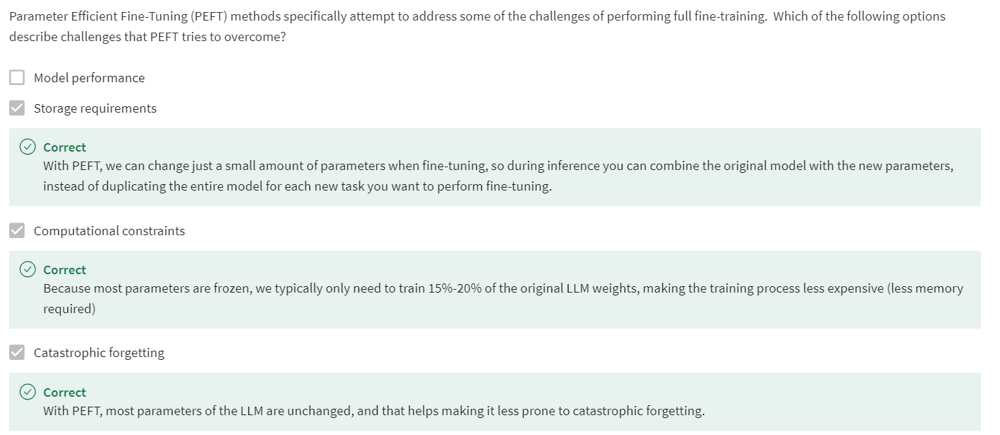 Parameter Efficient Fine-Tuning (PEFT) methods specifically attempt to address some of the challenges of performing full fine-training.  Which of the following options
describe challenges that PEFT tries to overcome?
Model performance
Storage requirements
Correct
With PEFT, we can change just a small amount of parameters when fine-tuning, so during inference you can combine the original model with the new parameters,
instead of duplicating the entire model for each new task you want to perform fine-tuning.
Computational constraints
Correct
Because most parameters are frozen, we typically only need to train 15%-20% of the original LLM weights, making the training process less expensive (less memory
required)
Catastrophic forgetting
Correct
With PEFT, most parameters of the LLM are unchanged, and that helps making it less prone to catastrophic forgetting.